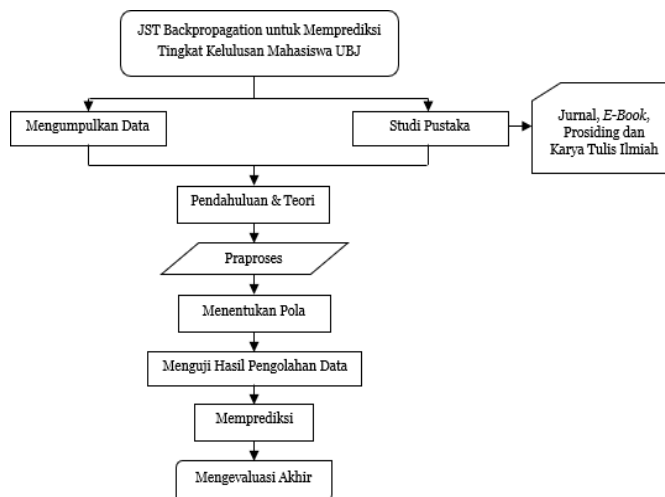 JST Backpropagation untuk Memprediksi
Tingkat Kelulusan Mahasiswa UBJ
Mengumpulkan Data
Studi Pustaka
Jurnal, E-Book,
Prosiding dan
Karya Tulis Ilmiah
Pendahuluan & Teori
Praproses
Menentukan Pola
Menguji Hasil Pengolahan Data
Memprediksi
Mengevaluasi Akhir